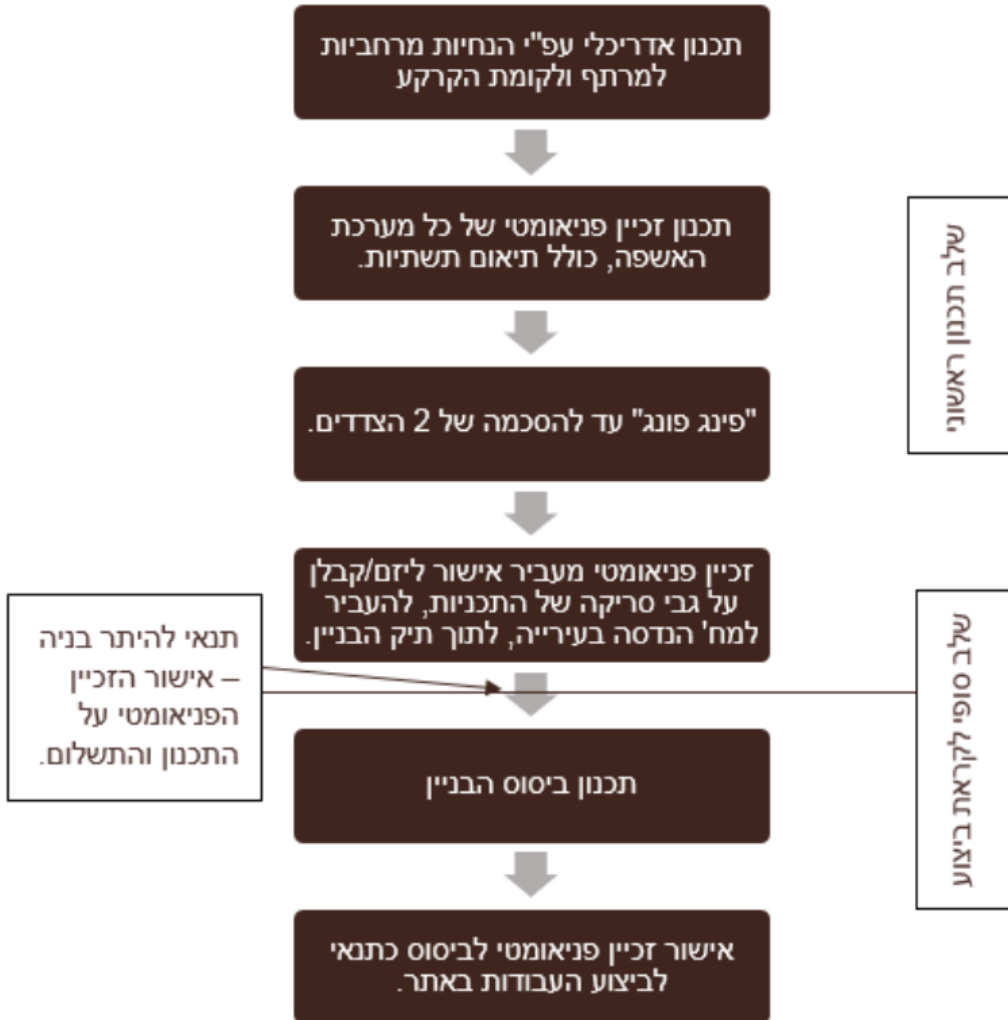 תכנון אדריכלי עפ"י הנחיות מרחביות
למרתף ולקומת הקרקע
תכנון זכיין פניאומטי של כל מערכת
האשפה, כולל תיאום תשתיות.
שלב תכנון ראשוני
"פינג פונג" עד להסכמה של 2 הצדדים.
זכיין פניאומטי מעביר אישור ליזם/קבלן
על גבי סריקה של התכניות, להעביר
למח' הנדסה בעירייה, לתוך תיק הבניין.
שלב סופי לקראת ביצוע
תנאי להיתר בניה
– אישור הזכיין
הפניאומטי על
התכנון והתשלום.
תכנון ביסוס הבניין
אישור זכיין פניאומטי לביסוס כתנאי
לביצוע העבודות באתר.